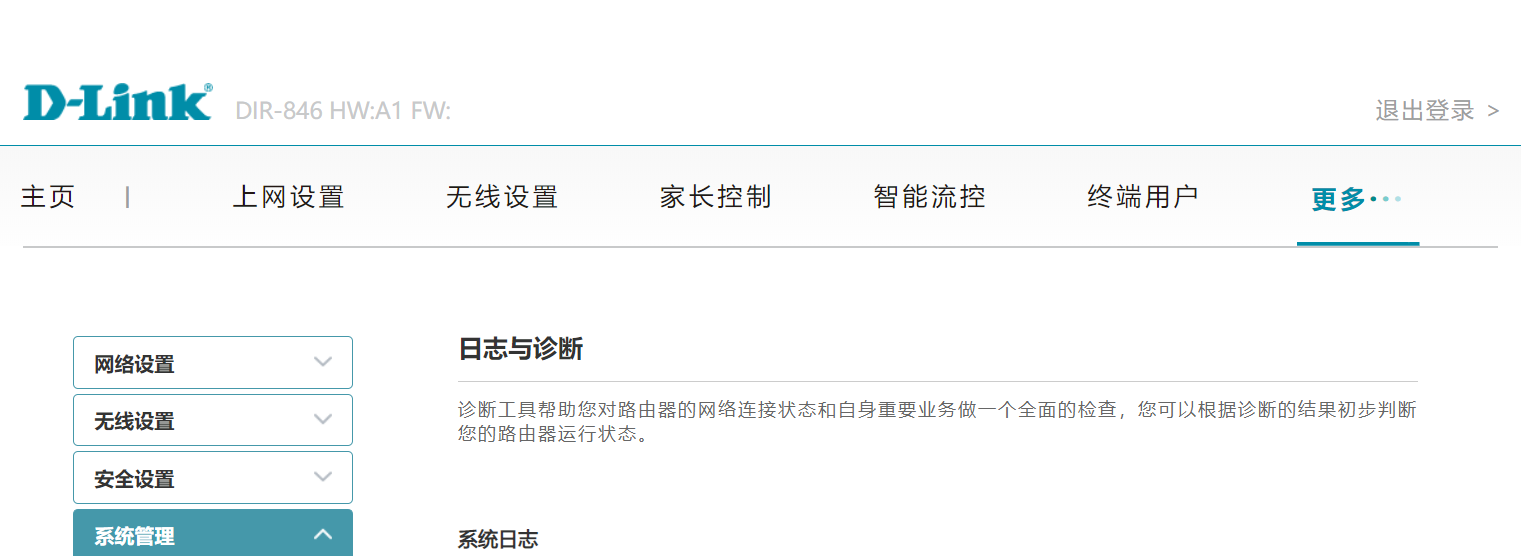 D-Link® DIR-846 HW:A1 FW: 退出登录 >
主页 | 上网设置 无线设置 家长控制 智能流控 终端用户 更多···
网络设置
无线设置
安全设置
系统管理
日志与诊断
诊断工具帮助您对路由器的网络连接状态和自身重要业务做一个全面的检查，您可以根据诊断的结果初步判断
您的路由器运行状态。
系统日志